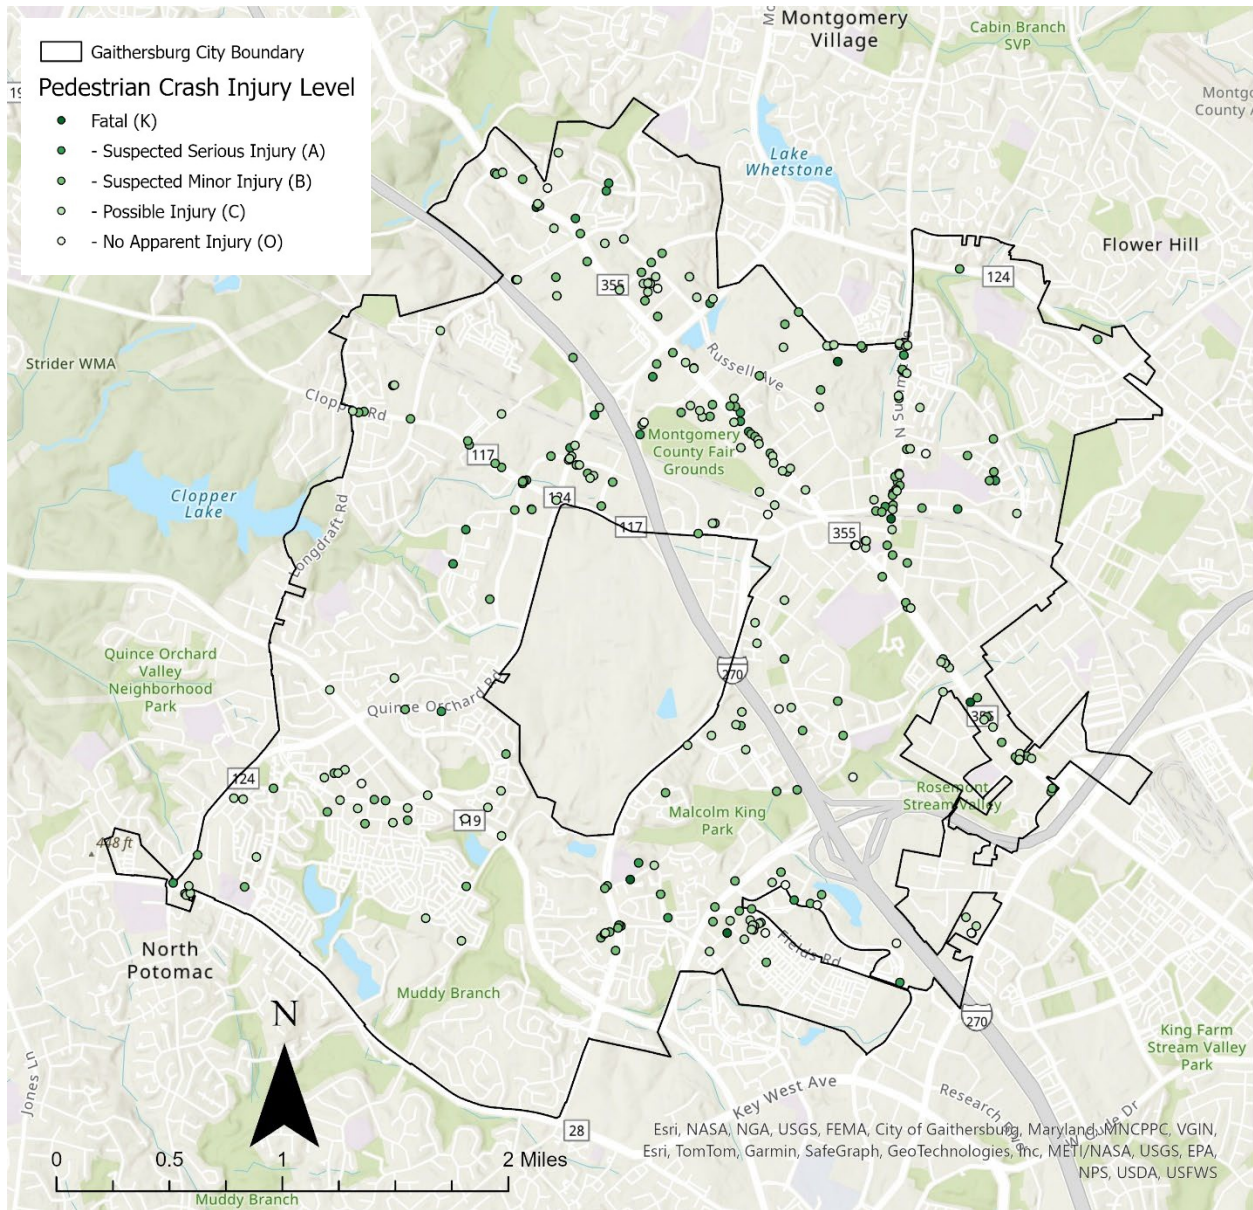 Gaithersburg City Boundary
Pedestrian Crash Injury Level
Fatal (K)
- Suspected Serious Injury (A)
- Suspected Minor Injury (B)
- Possible Injury (C)
- No Apparent Injury (O)
Montgomery
Village
Cabin Branch
SVP
Lake
Whetstone
Flower Hill
124
355
Strider WMA
Russell Ave
Clopper Rd
117
Montgomery
County Fair
Grounds
Clopper
Lake
124
117
355
Longdraft Rd
Quince Orchard
Valley
Neighborhood
Park
Quince Orchard Rd
270
355
124
119
Malcolm King
Park
Rosemont
Stream Valley
448 ft
North
Potomac
Fields Rd
Muddy Branch
N
270
King Farm
Stream Valley
Park
Jones Ln
Key West Ave
Research
W Gude Dr
28
Esri, NASA, NGA, USGS, FEMA, City of Gaithersburg, Maryland, MNCPPC, VGIN,
Esri, TomTom, Garmin, SafeGraph, GeoTechnologies, Inc, METI/NASA, USGS, EPA,
NPS, USDA, USFWS
0 0.5 1 2 Miles
Muddy Branch